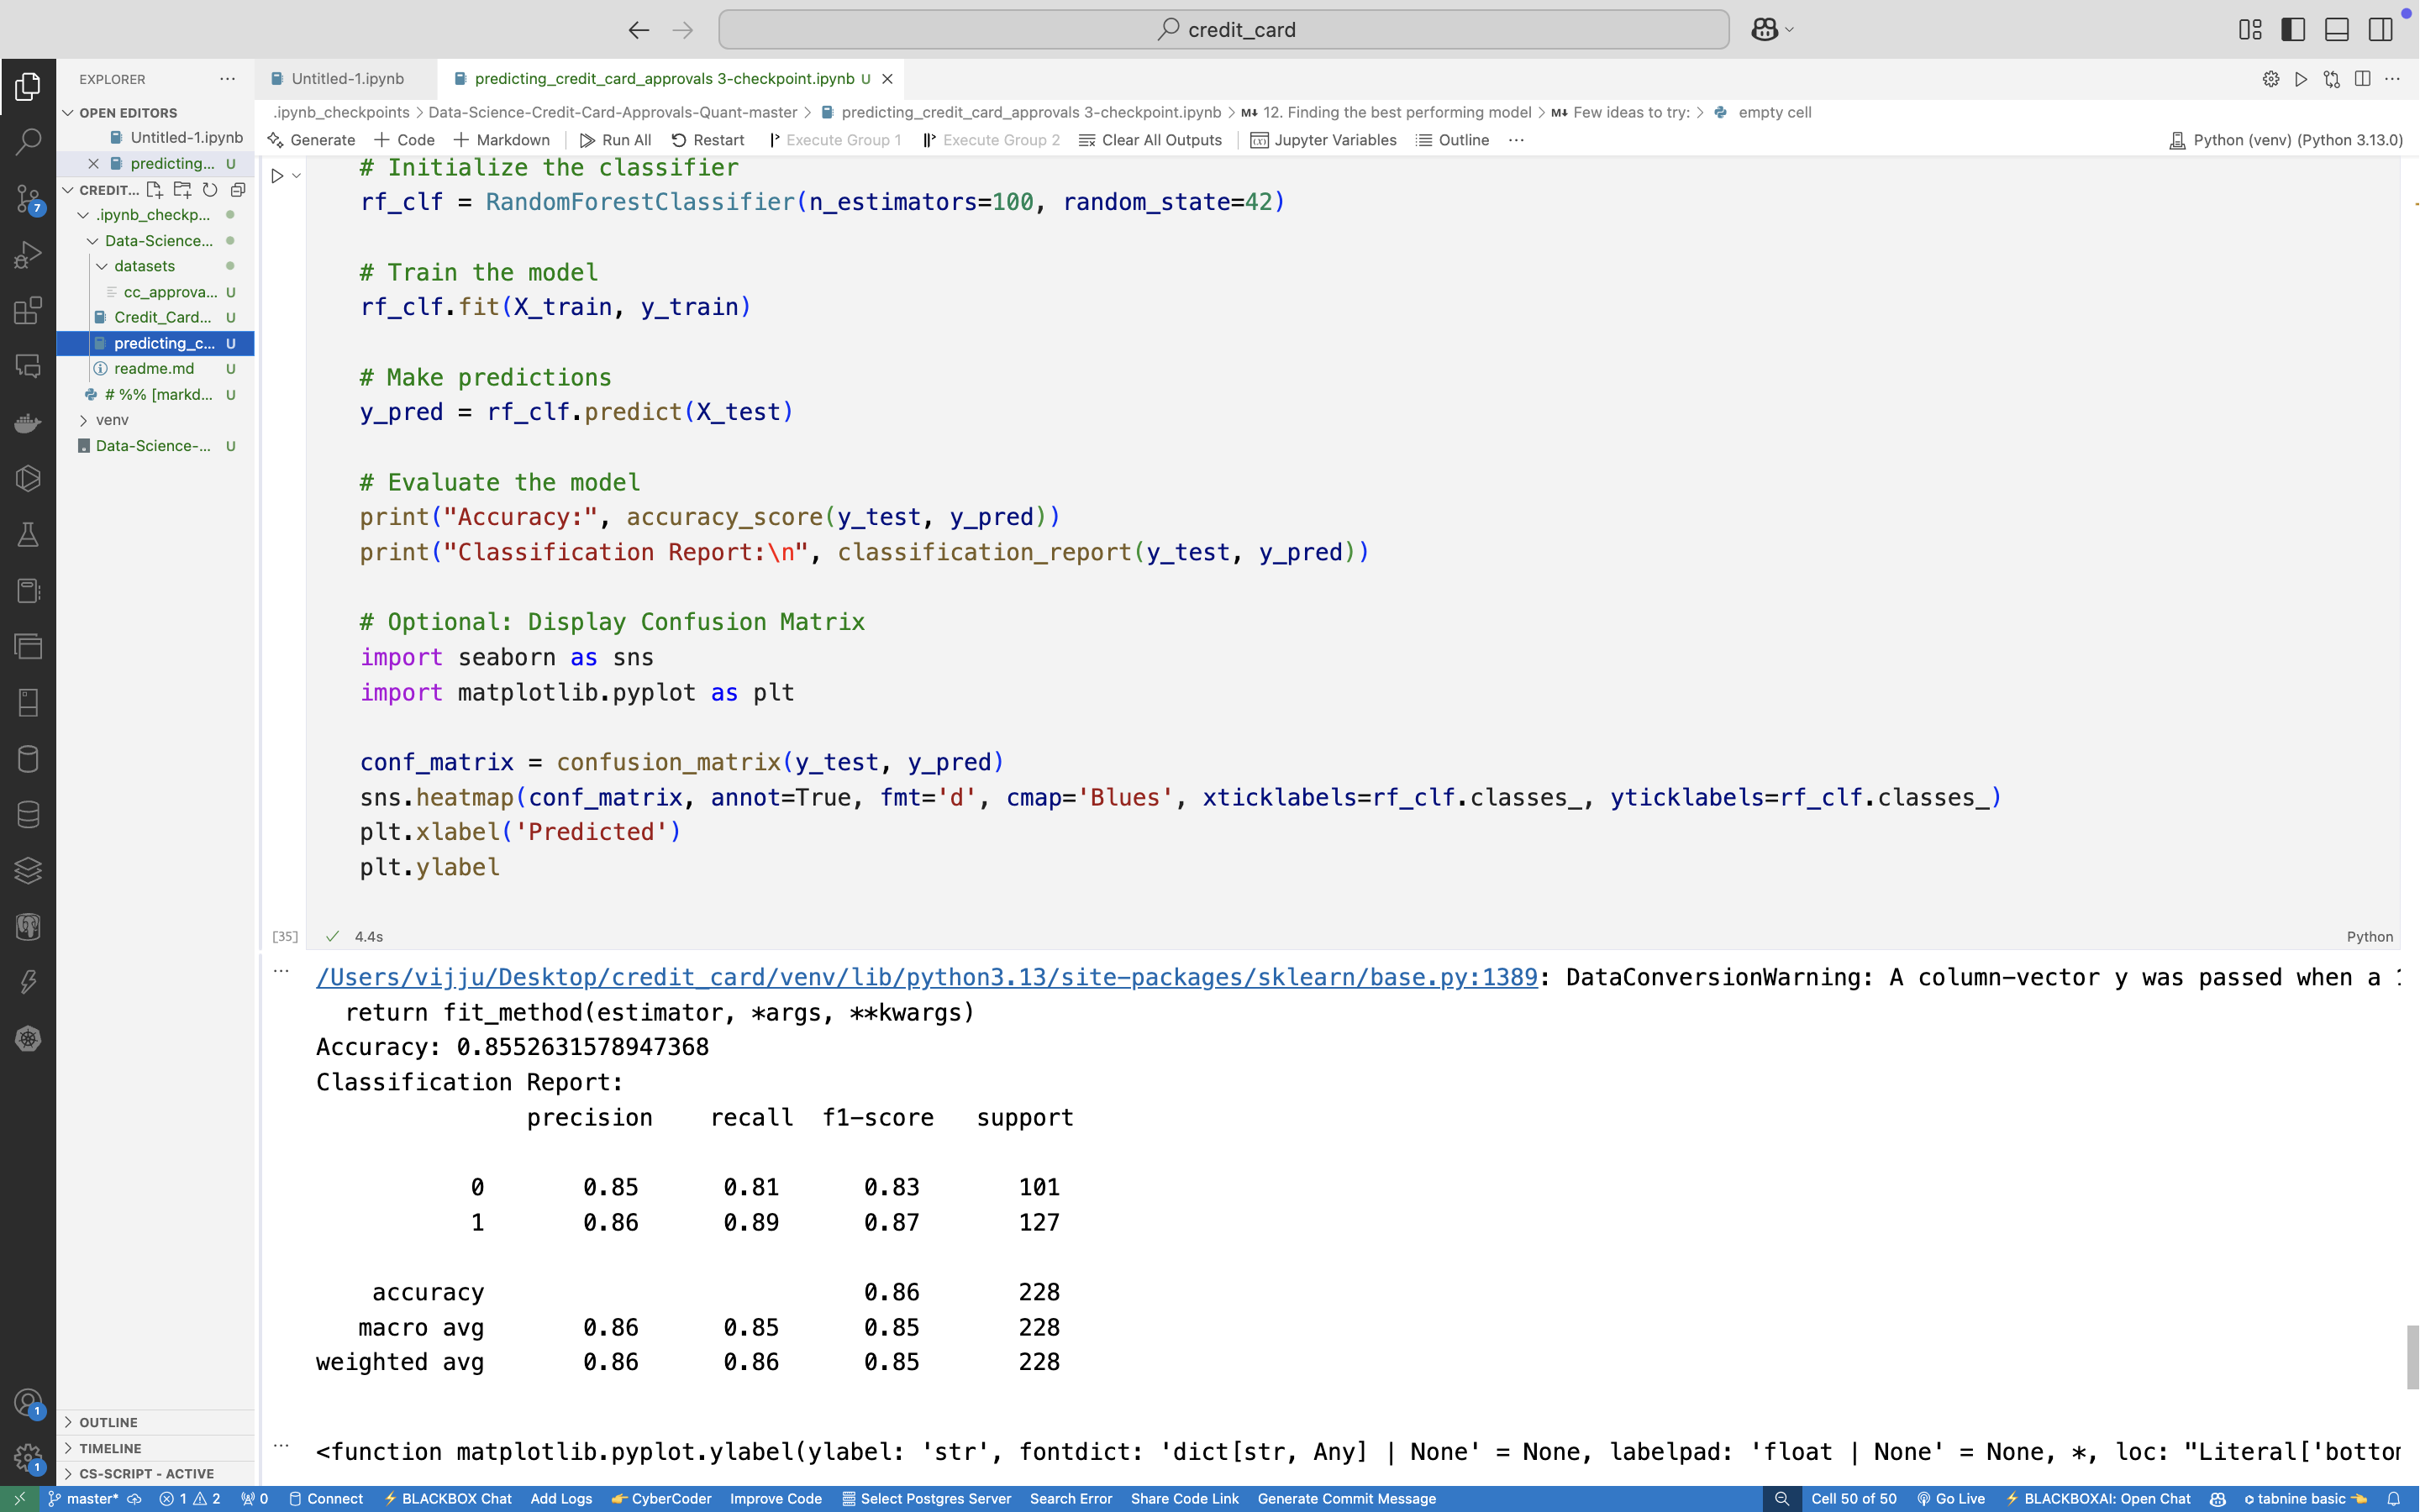 credit_card
EXPLORER
Untitled-1.ipynb
predicting_credit_card_approvals 3-checkpoint.ipynb U
OPEN EDITORS
.ipynb_checkpoints > Data-Science-Credit-Card-Approvals-Quant-master > predicting_credit_card_approvals 3-checkpoint.ipynb > M↓ 12. Finding the best performing model > M↓ Few ideas to try: > empty cell
Untitled-1.ipynb
Generate + Code + Markdown Run All Restart Execute Group 1 Execute Group 2 Clear All Outputs Jupyter Variables Outline ... Python (venv) (Python 3.13.0)
predicting... U
CREDIT...
.ipynb_checkp...
Data-Science...
datasets
cc_approva... U
Credit_Card... U
predicting_c... U
readme.md U
# %% [markd... U
venv
Data-Science-... U
7
# Initialize the classifier
rf_clf = RandomForestClassifier(n_estimators=100, random_state=42)
# Train the model
rf_clf.fit(X_train, y_train)
# Make predictions
y_pred = rf_clf.predict(X_test)
# Evaluate the model
print("Accuracy:", accuracy_score(y_test, y_pred))
print("Classification Report:\n", classification_report(y_test, y_pred))
# Optional: Display Confusion Matrix
import seaborn as sns
import matplotlib.pyplot as plt
conf_matrix = confusion_matrix(y_test, y_pred)
sns.heatmap(conf_matrix, annot=True, fmt='d', cmap='Blues', xticklabels=rf_clf.classes_, yticklabels=rf_clf.classes_)
plt.xlabel('Predicted')
plt.ylabel
[35] 4.4s Python
/Users/vijju/Desktop/credit_card/venv/lib/python3.13/site-packages/sklearn/base.py:1389: DataConversionWarning: A column-vector y was passed when a
return fit_method(estimator, *args, **kwargs)
Accuracy: 0.8552631578947368
Classification Report:
precision recall f1-score support
0 0.85 0.81 0.83 101
1 0.86 0.89 0.87 127
accuracy 0.86 228
macro avg 0.86 0.85 0.85 228
weighted avg 0.86 0.86 0.85 228
<function matplotlib.pyplot.ylabel(ylabel: 'str', fontdict: 'dict[str, Any] | None' = None, labelpad: 'float | None' = None, *, loc: "Literal['bottom
1
1
OUTLINE
TIMELINE
CS-SCRIPT - ACTIVE
master* 1 2 0 Connect BLACKBOX Chat Add Logs CyberCoder Improve Code Select Postgres Server Search Error Share Code Link Generate Commit Message Cell 50 of 50 Go Live BLACKBOXAI: Open Chat tabnine basic